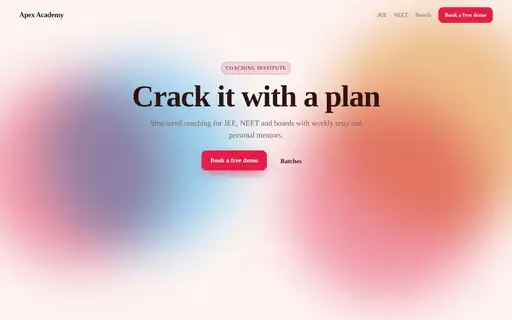 Apex Academy
JEE NEET Boards Book a free demo
COACHING INSTITUTE
Crack it with a plan
Structured coaching for JEE, NEET and boards with weekly tests and
personal mentors.
Book a free demo Batches